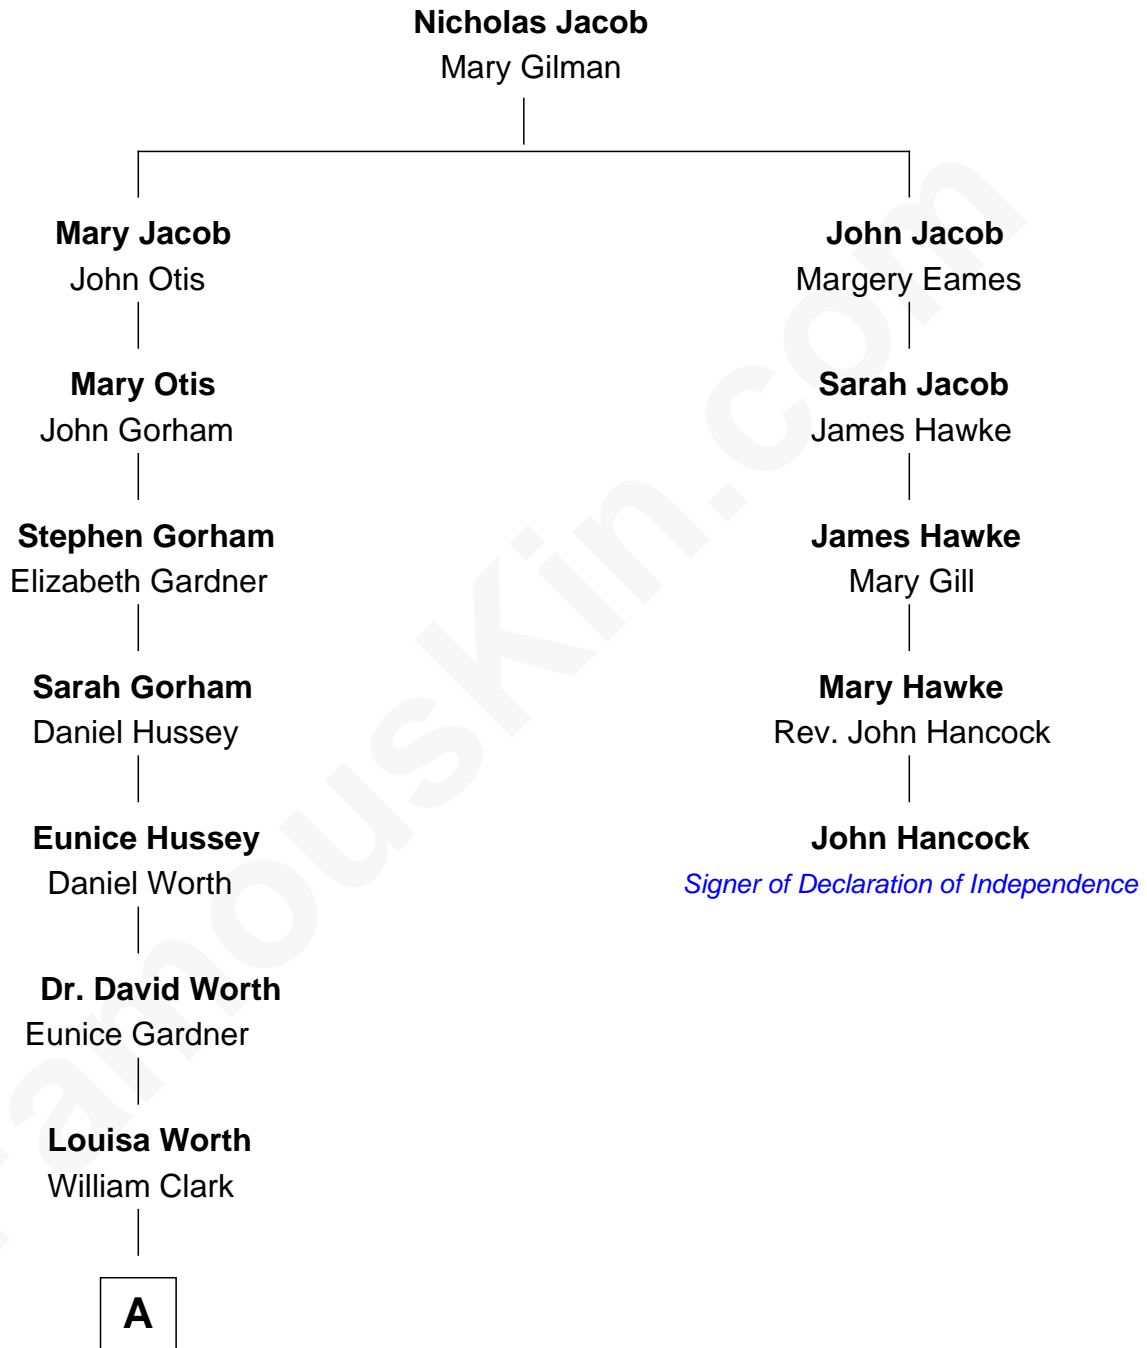 Nicholas Jacob
Mary Gilman
Mary Jacob
John Otis
John Jacob
Margery Eames
Mary Otis
John Gorham
Sarah Jacob
James Hawke
Stephen Gorham
Elizabeth Gardner
James Hawke
Mary Gill
Sarah Gorham
Daniel Hussey
Mary Hawke
Rev. John Hancock
Eunice Hussey
Daniel Worth
John Hancock
Signer of Declaration of Independence
Dr. David Worth
Eunice Gardner
Louisa Worth
William Clark
A
FamousKin.com